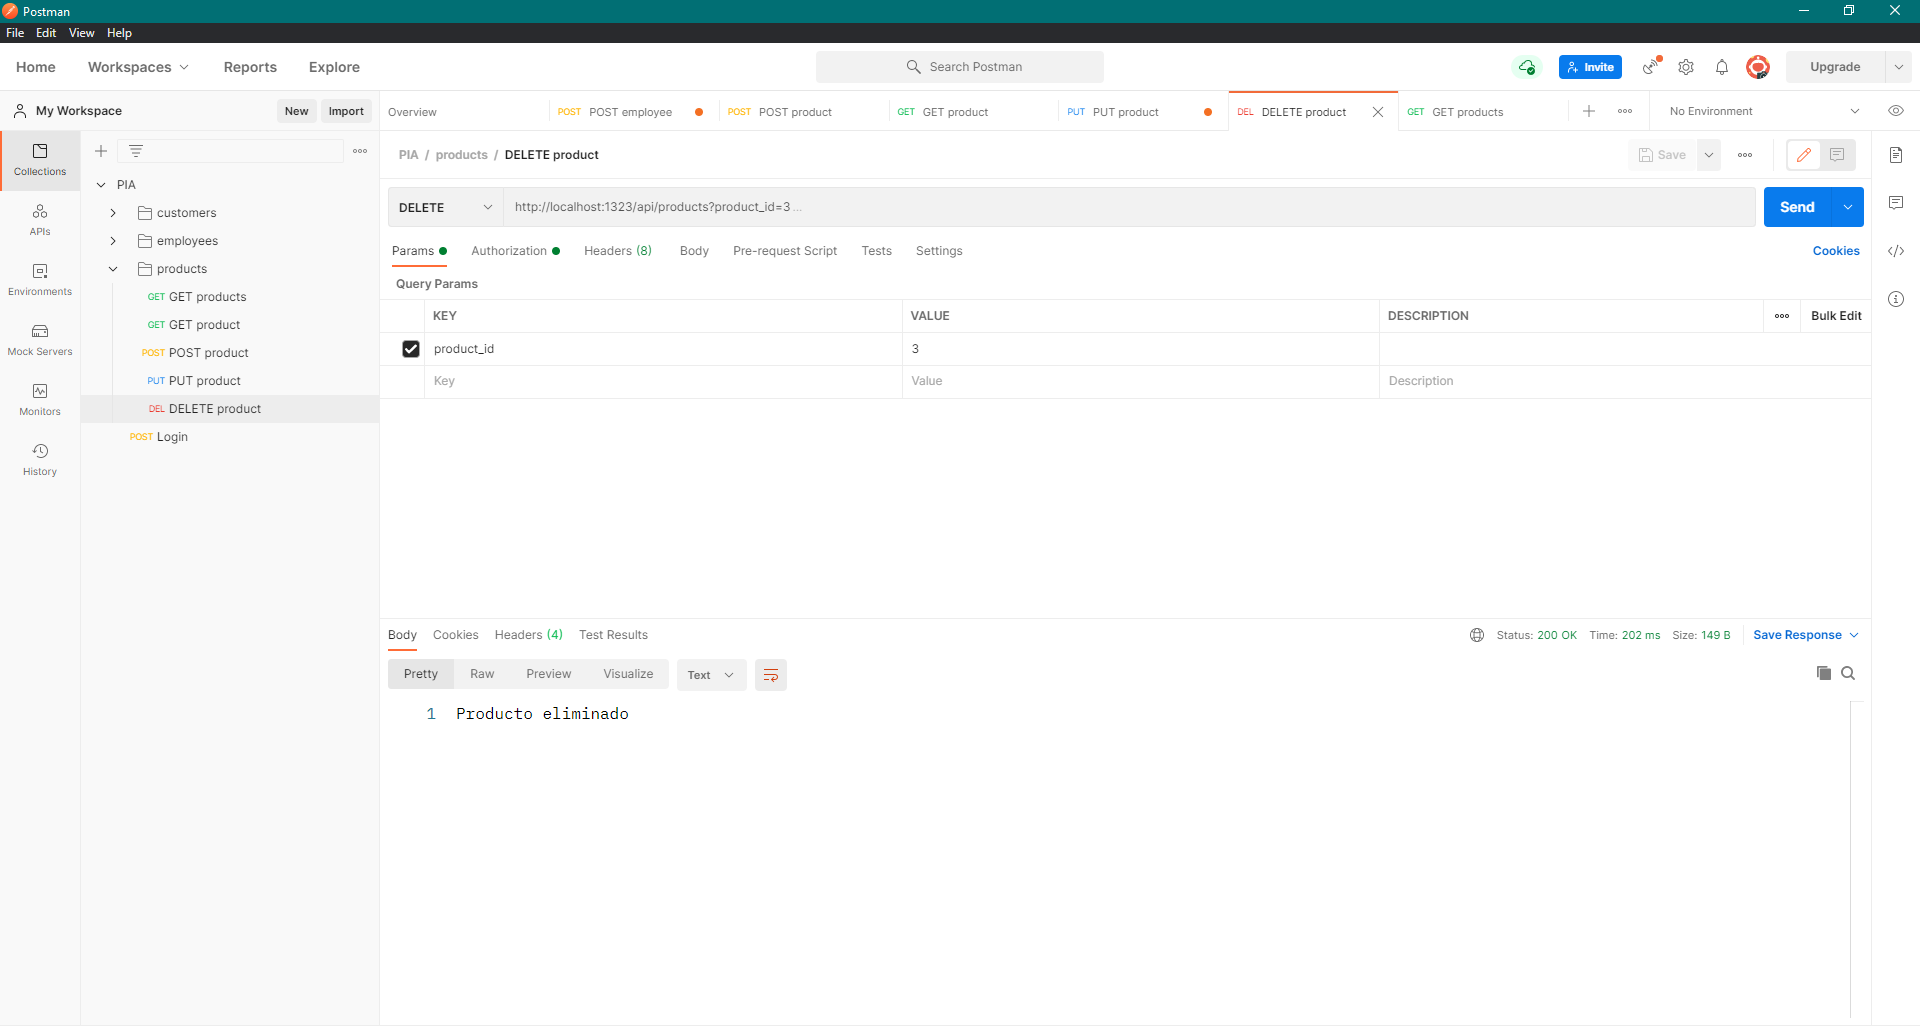 Postman
File Edit View Help
Home Workspaces Reports Explore Search Postman Invite Upgrade
My Workspace New Import Overview POST POST employee POST POST product GET GET product PUT PUT product DEL DELETE product GET GET products No Environment
Collections
APIs
Environments
Mock Servers
Monitors
History
PIA
customers
employees
products
GET GET products
GET GET product
POST POST product
PUT PUT product
DEL DELETE product
POST Login
PIA / products / DELETE product Save
DELETE http://localhost:1323/api/products?product_id=3 ... Send
Params Authorization Headers (8) Body Pre-request Script Tests Settings Cookies
Query Params
KEY VALUE DESCRIPTION Bulk Edit
product_id 3
Key Value Description
Body Cookies Headers (4) Test Results Status: 200 OK Time: 202 ms Size: 149 B Save Response
Pretty Raw Preview Visualize Text
1 Producto eliminado